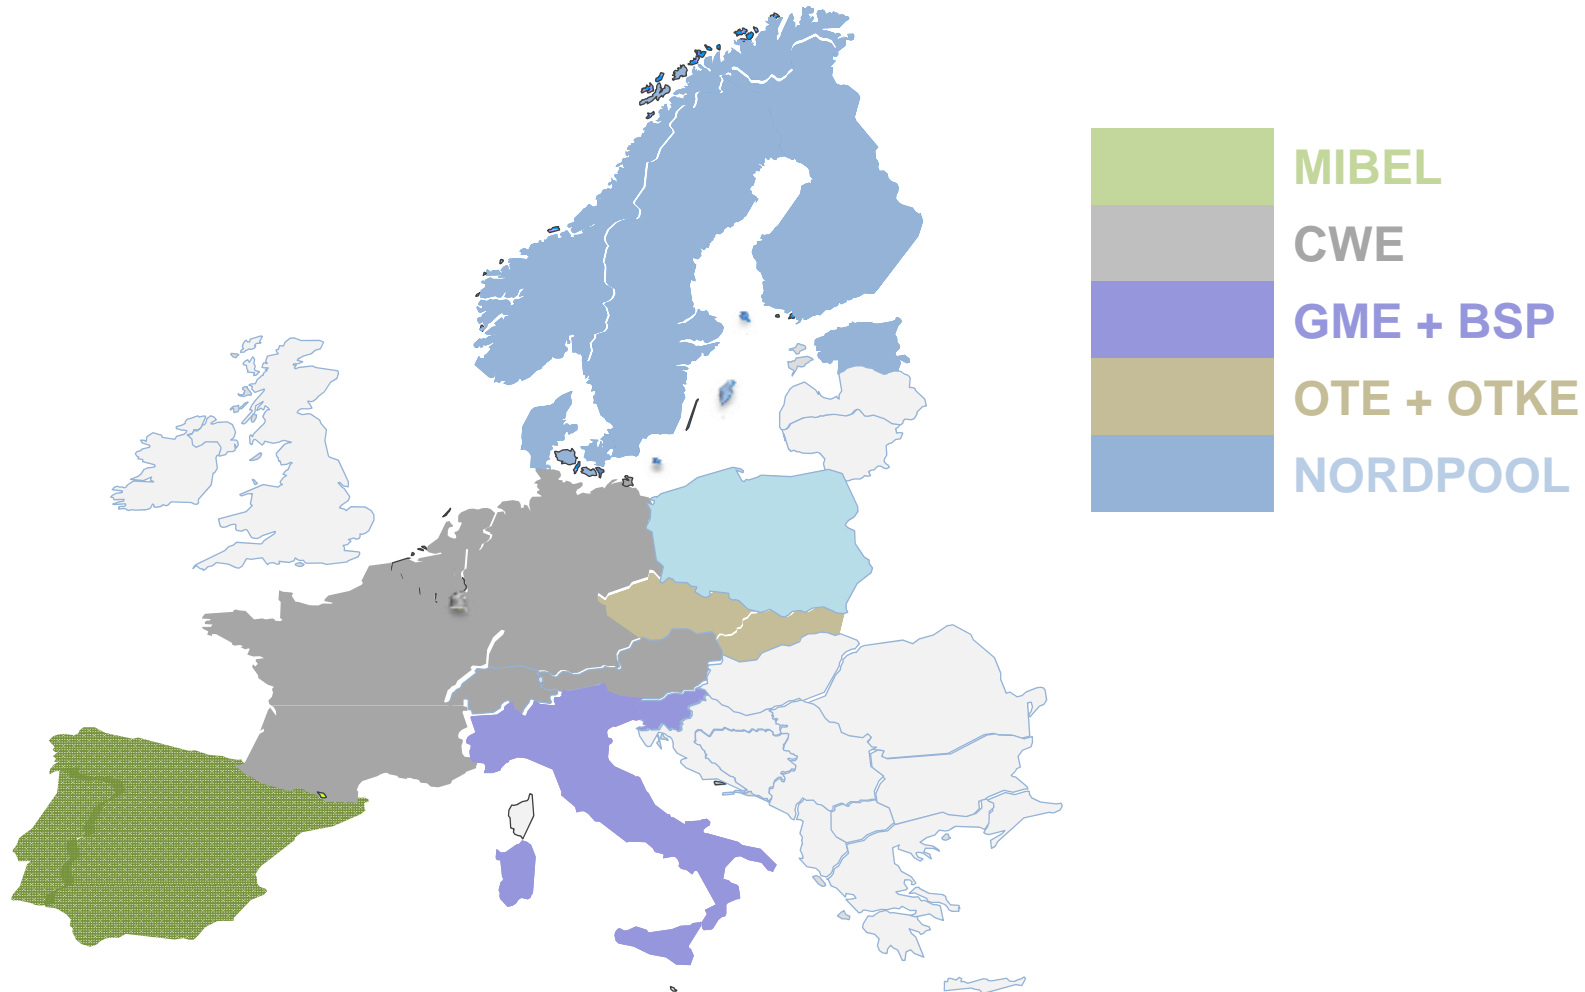 MIBEL
CWE
GME + BSP
OTE + OTKE
NORDPOOL